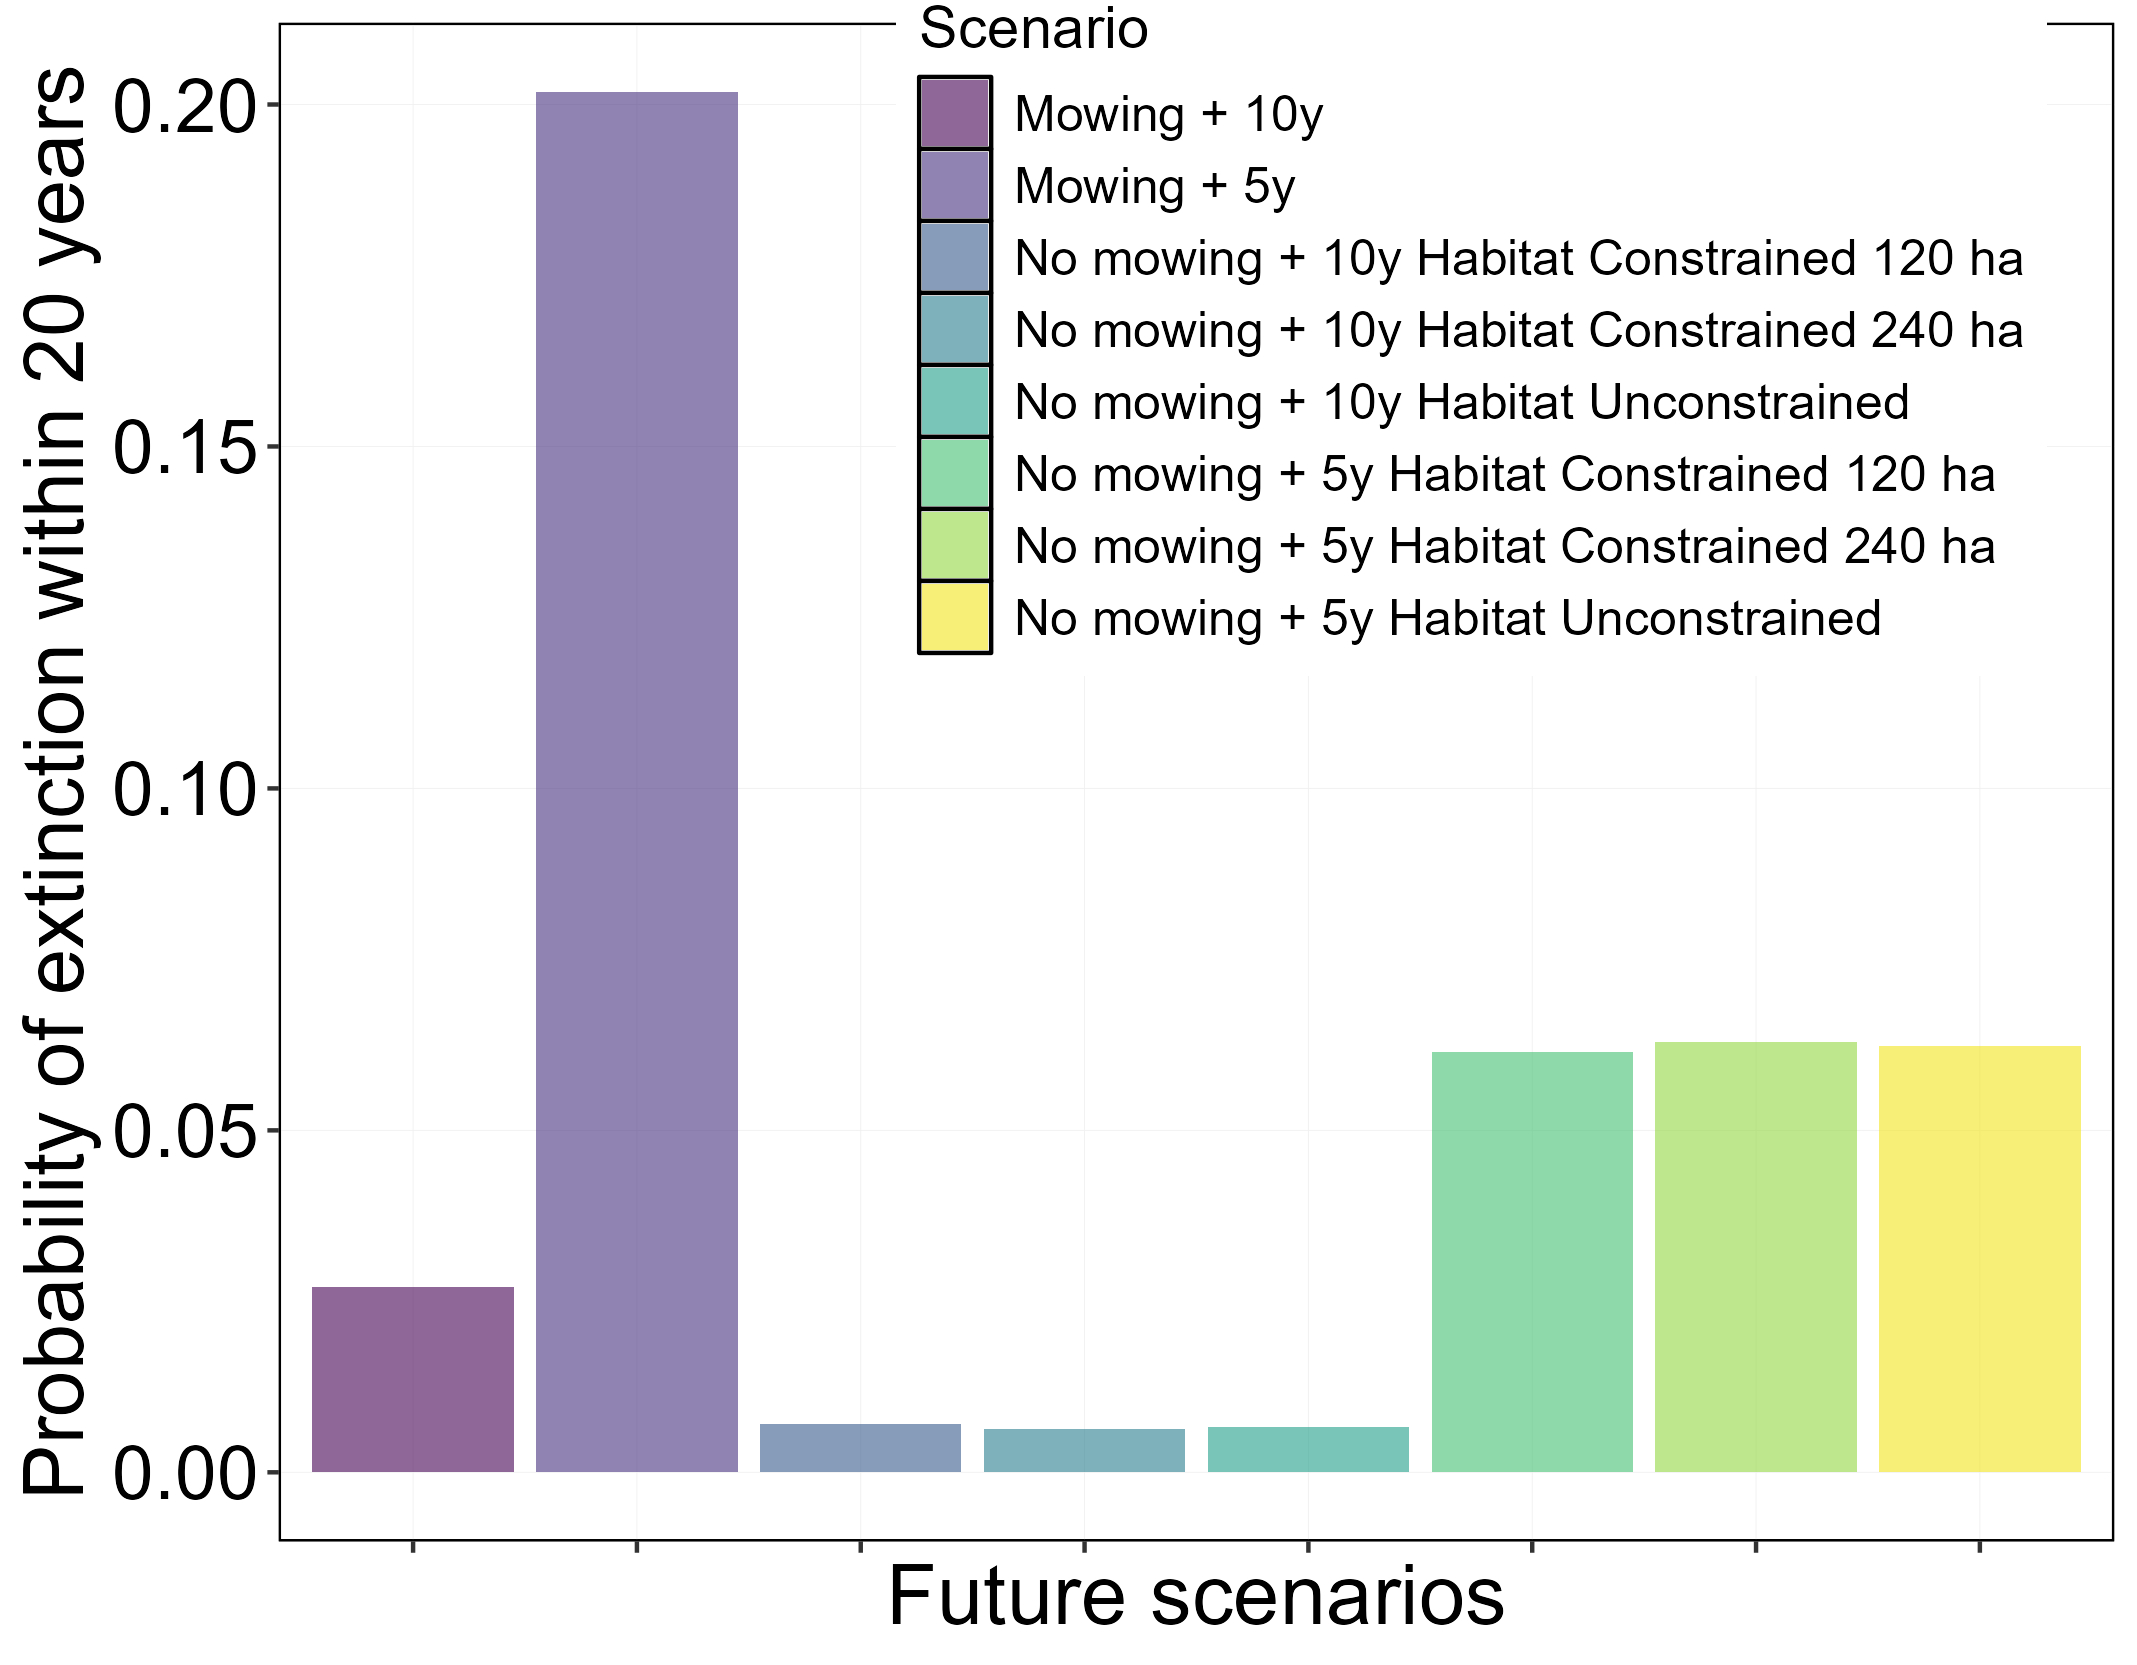 Scenario
Mowing + 10y
Mowing + 5y
No mowing + 10y Habitat Constrained 120 ha
No mowing + 10y Habitat Constrained 240 ha
No mowing + 10y Habitat Unconstrained
No mowing + 5y Habitat Constrained 120 ha
No mowing + 5y Habitat Constrained 240 ha
No mowing + 5y Habitat Unconstrained
Probability of extinction within 20 years
0.20
0.15
0.10
0.05
0.00
Future scenarios